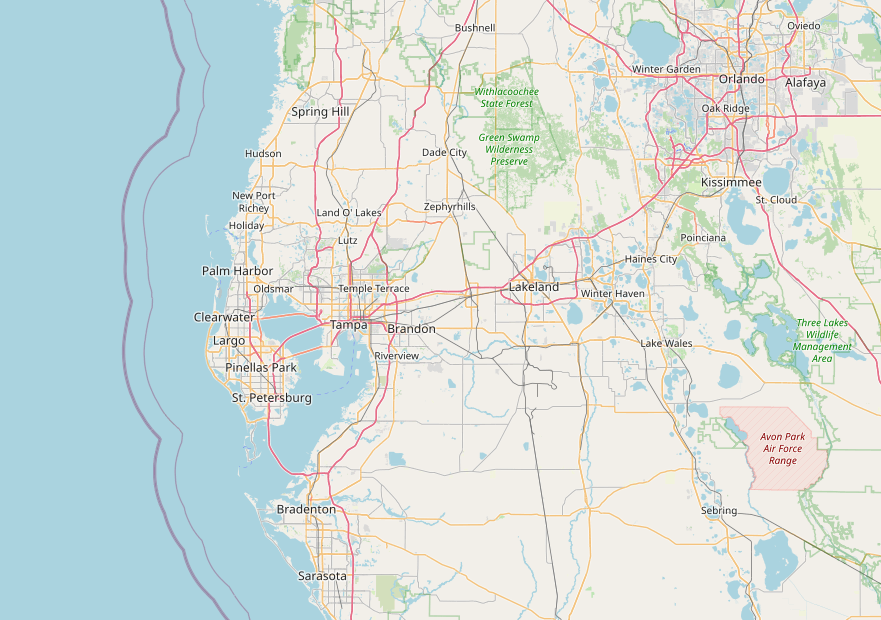 Oviedo
Bushnell
Winter Garden
Orlando
Alafaya
Withlacoochee
State Forest
Oak Ridge
Spring Hill
Green Swamp
Wilderness
Preserve
Hudson
Dade City
Kissimmee
New Port
Richey
St. Cloud
Zephyrhills
Land O' Lakes
Holiday
Lutz
Poinciana
Haines City
Palm Harbor
Oldsmar
Temple Terrace
Lakeland
Winter Haven
Clearwater
Tampa
Brandon
Three Lakes
Wildlife
Management
Area
Largo
Lake Wales
Riverview
Pinellas Park
St. Petersburg
Avon Park
Air Force
Range
Bradenton
Sebring
Sarasota